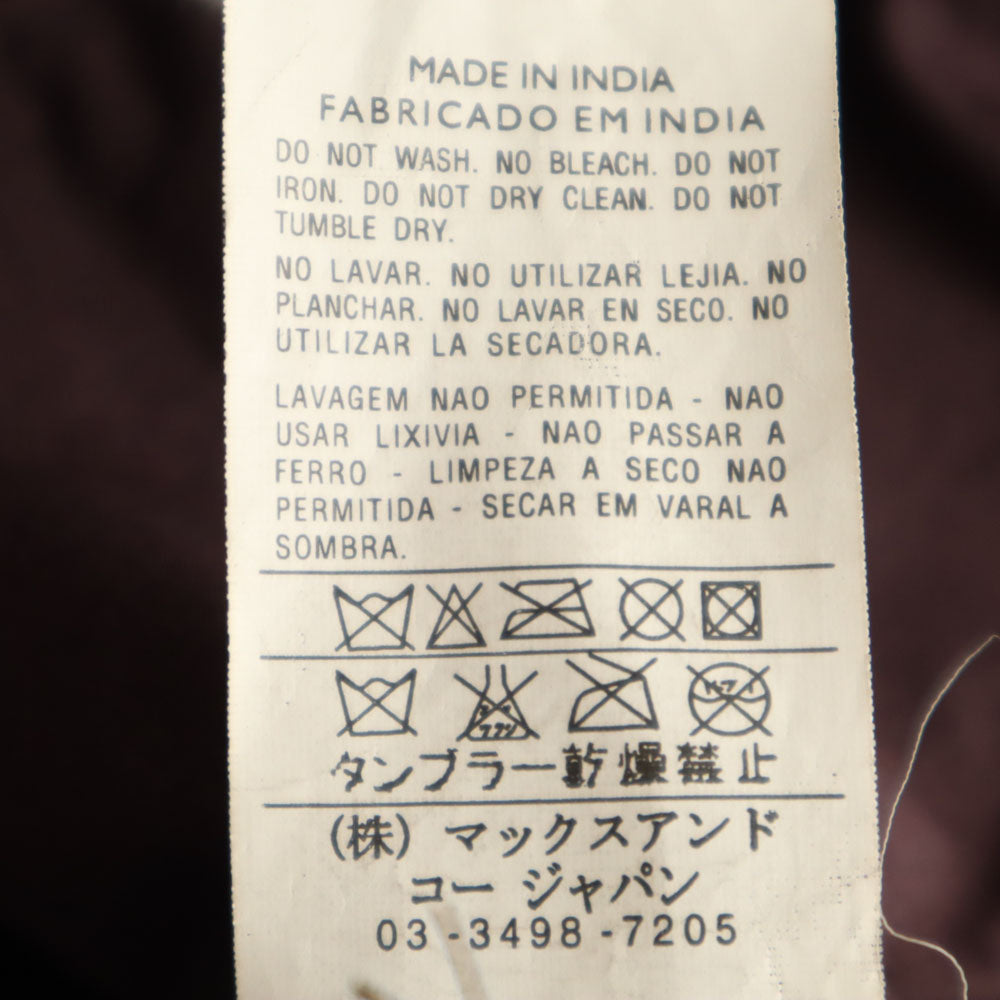 MADE IN INDIA
FABRICADO EM INDIA
DO NOT WASH. NO BLEACH. DO NOT
IRON. DO NOT DRY CLEAN. DO NOT
TUMBLE DRY.
NO LAVAR. NO UTILIZAR LEJIA. NO
PLANCHAR. NO LAVAR EN SECO. NO
UTILIZAR LA SECADORA.
LAVAGEM NAO PERMITIDA - NAO
USAR LIXIVIA - NAO PASSAR A
FERRO - LIMPEZA A SECO NAO
PERMITIDA - SECAR EM VARAL A
SOMBRA.
タンブラー乾燥禁止
(株) マックスアンド
コー ジャパン
03-3498-7205